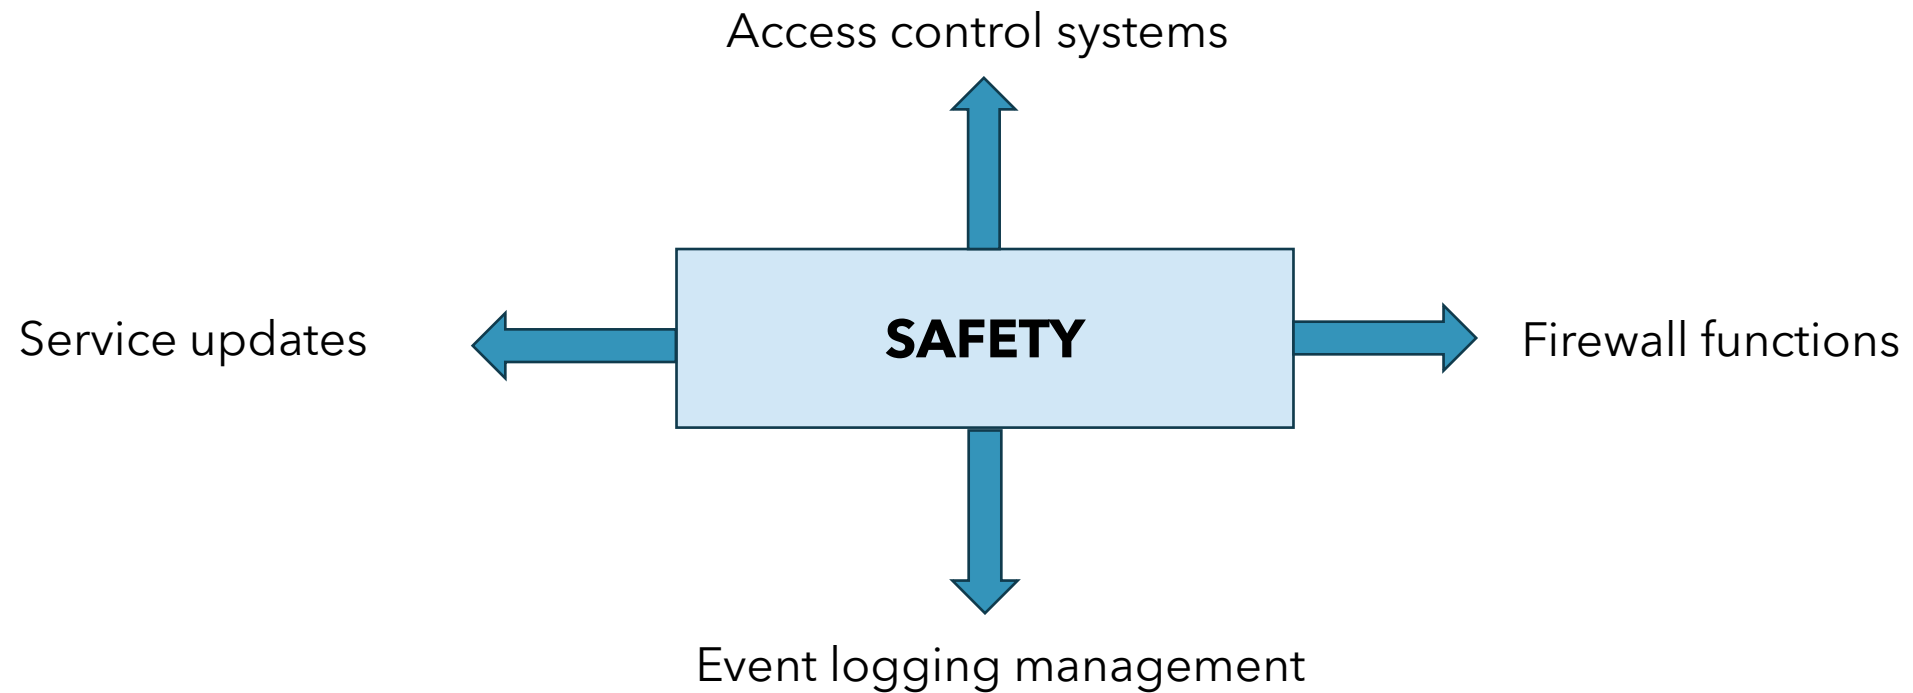 Access control systems
Service updates
SAFETY
Firewall functions
Event logging management